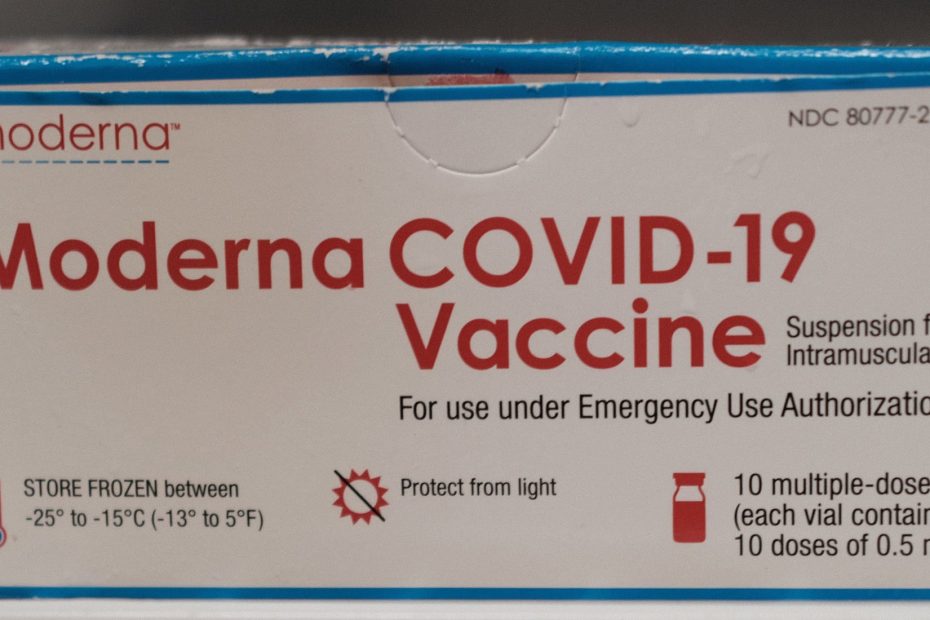 moderna™
NDC 80777-2
Moderna COVID-19
Vaccine
Suspension f
Intramuscula
For use under Emergency Use Authorizatio
STORE FROZEN between
-25° to -15°C (-13° to 5°F)
Protect from light
10 multiple-dose
(each vial contain
10 doses of 0.5 m